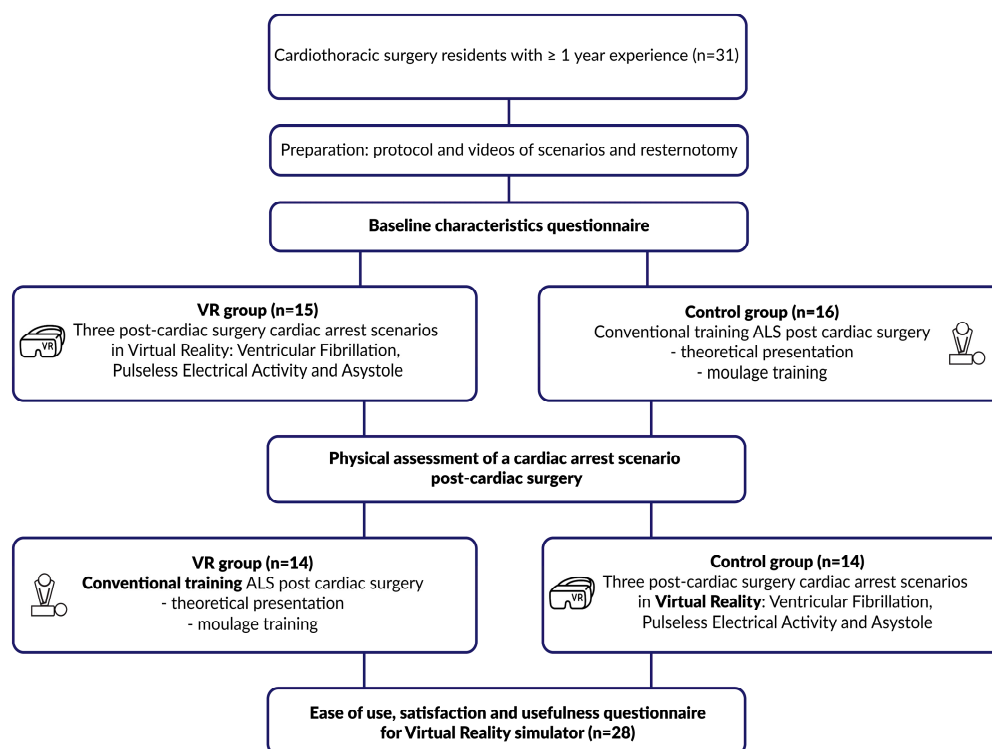 Cardiothoracic surgery residents with ≥ 1 year experience (n=31)
Preparation: protocol and videos of scenarios and resternotomy
Baseline characteristics questionnaire
VR group (n=15)
Three post-cardiac surgery cardiac arrest scenarios
in Virtual Reality: Ventricular Fibrillation,
Pulseless Electrical Activity and Asystole
VR
Control group (n=16)
Conventional training ALS post cardiac surgery
- theoretical presentation
- moulage training
Physical assessment of a cardiac arrest scenario
post-cardiac surgery
VR group (n=14)
Conventional training ALS post cardiac surgery
- theoretical presentation
- moulage training
Control group (n=14)
Three post-cardiac surgery cardiac arrest scenarios
in Virtual Reality: Ventricular Fibrillation,
Pulseless Electrical Activity and Asystole
VR
Ease of use, satisfaction and usefulness questionnaire
for Virtual Reality simulator (n=28)